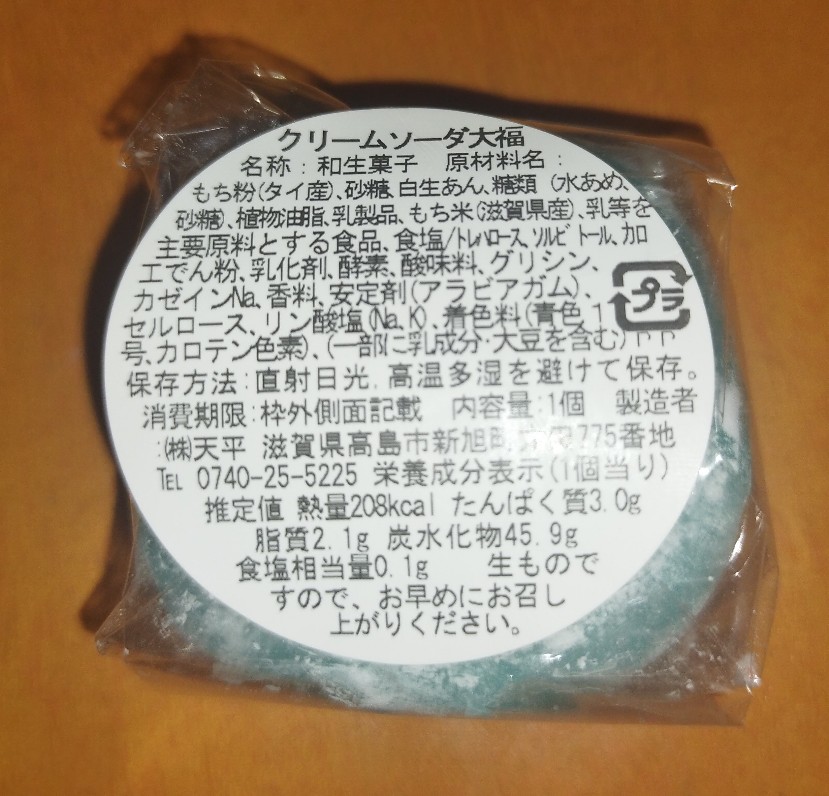 クリームソーダ大福
名称:和生菓子 原材料名:
もち粉(タイ産)、砂糖、白生あん、糖類(水あめ、
砂糖)、植物油脂、乳製品、もち米(滋賀県産)、乳等を
主要原料とする食品、食塩/トレハロース、ソルビトール、カロ
エでん粉、乳化剤、酵素、酸味料、グリシン、
カゼインNa、香料、安定剤(アラビアガム)、
プラ
セルロース、リン酸塩(Na、K)、着色料(青色1
号、カロテン色素)、(一部に乳成分・大豆を含む)
保存方法:直射日光、高温多湿を避けて保存。
消費期限:枠外側面記載 内容量:1個 製造者
:㈱天平 滋賀県高島市新旭町 775番地
TEL 0740-25-5225 栄養成分表示(1個当り)
推定値 熱量208kcal たんぱく質3.0g
脂質2.1g 炭水化物45.9g
食塩相当量0.1g 生もので
すので、お早めにお召し
上がりください。